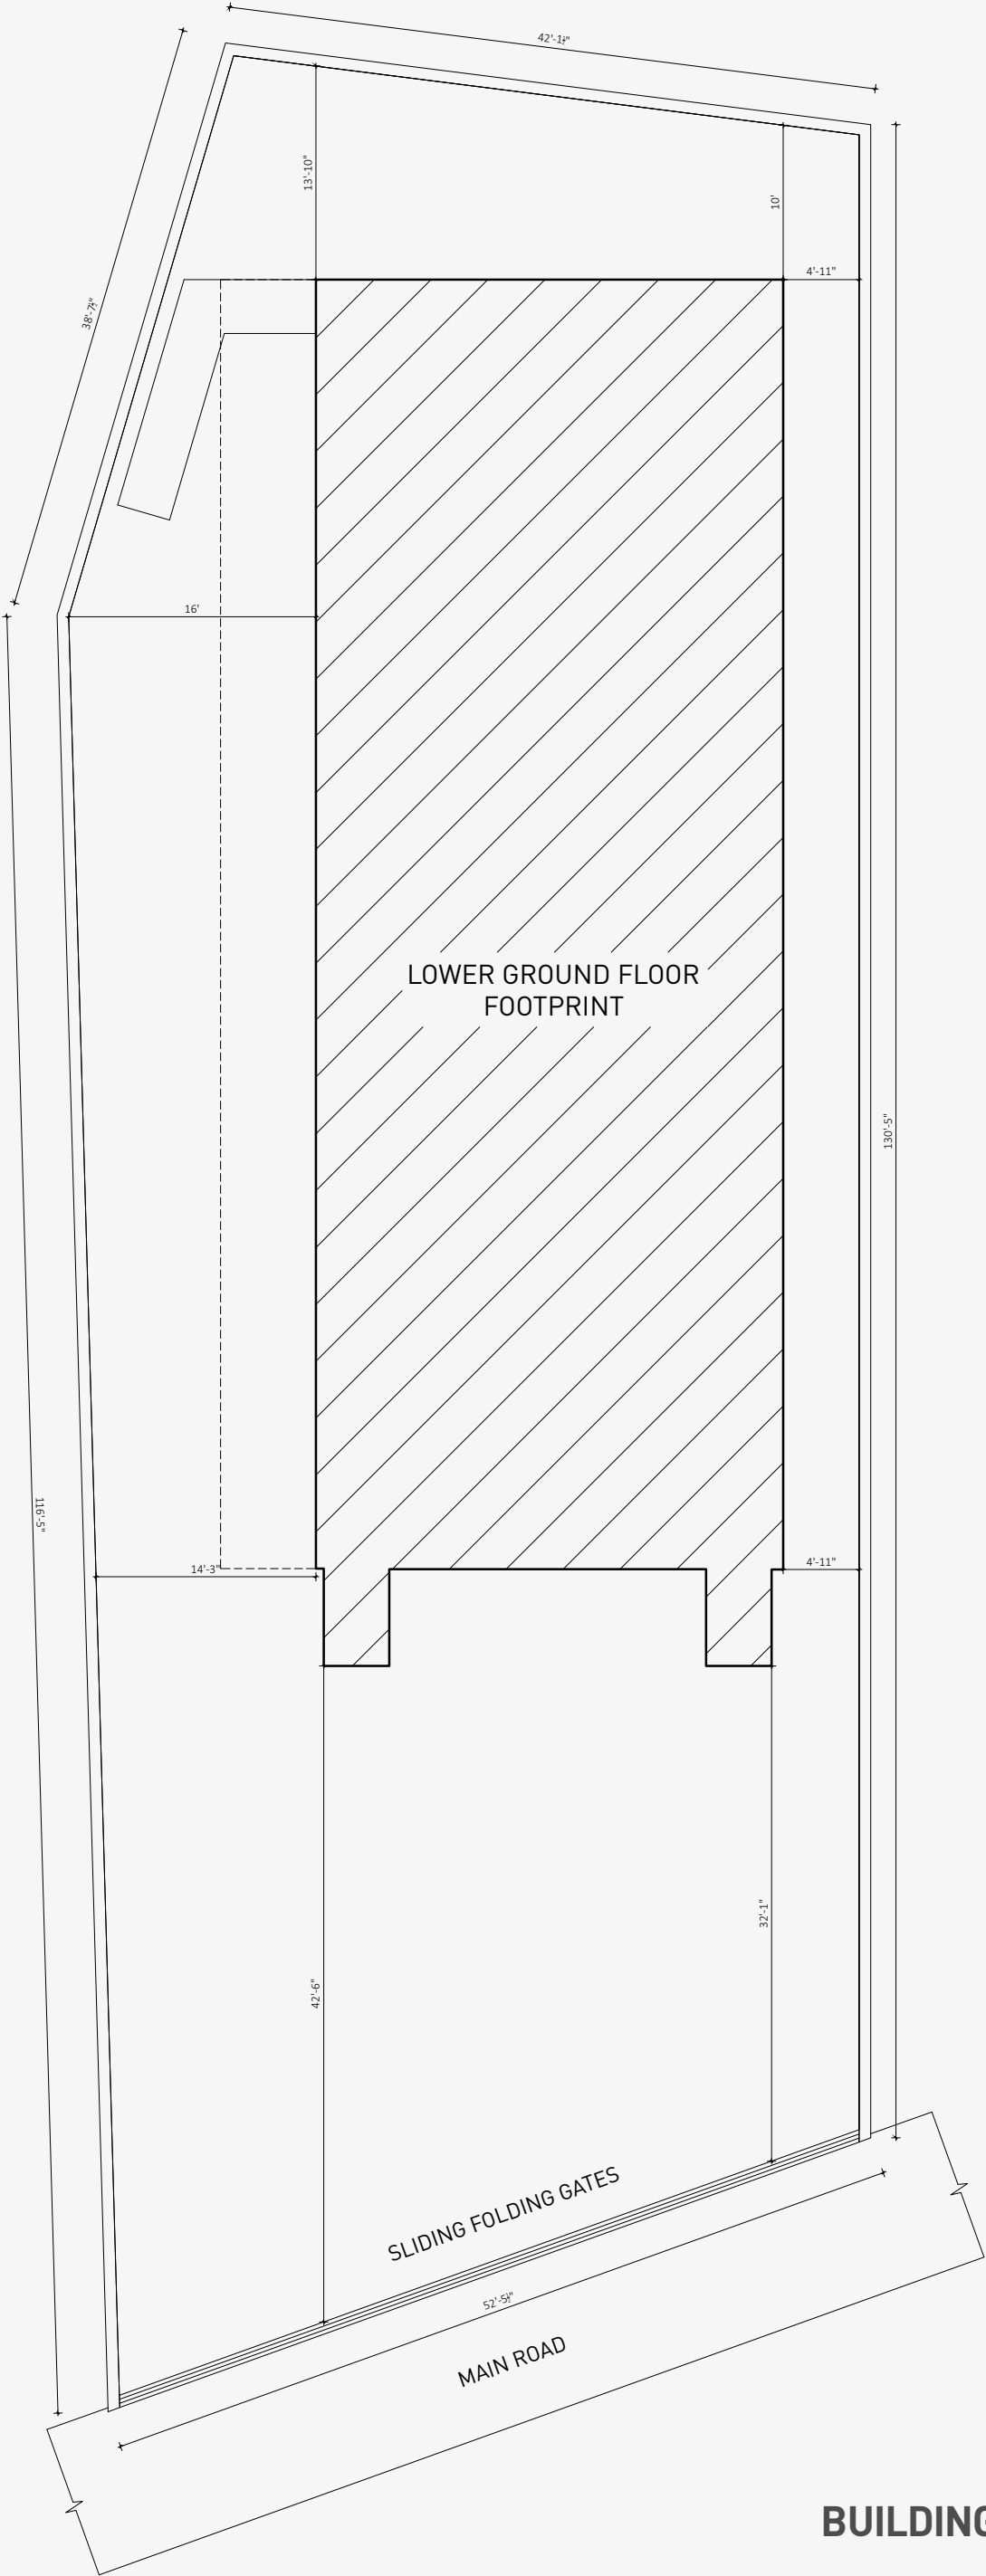 42'-1½"
13'-10"
10'
4'-11"
38'-7½"
16'
LOWER GROUND FLOOR
FOOTPRINT
130'-5"
116'-5"
14'-3"
4'-11"
32'-1"
42'-6"
SLIDING FOLDING GATES
52'-5½"
MAIN ROAD
BUILDING